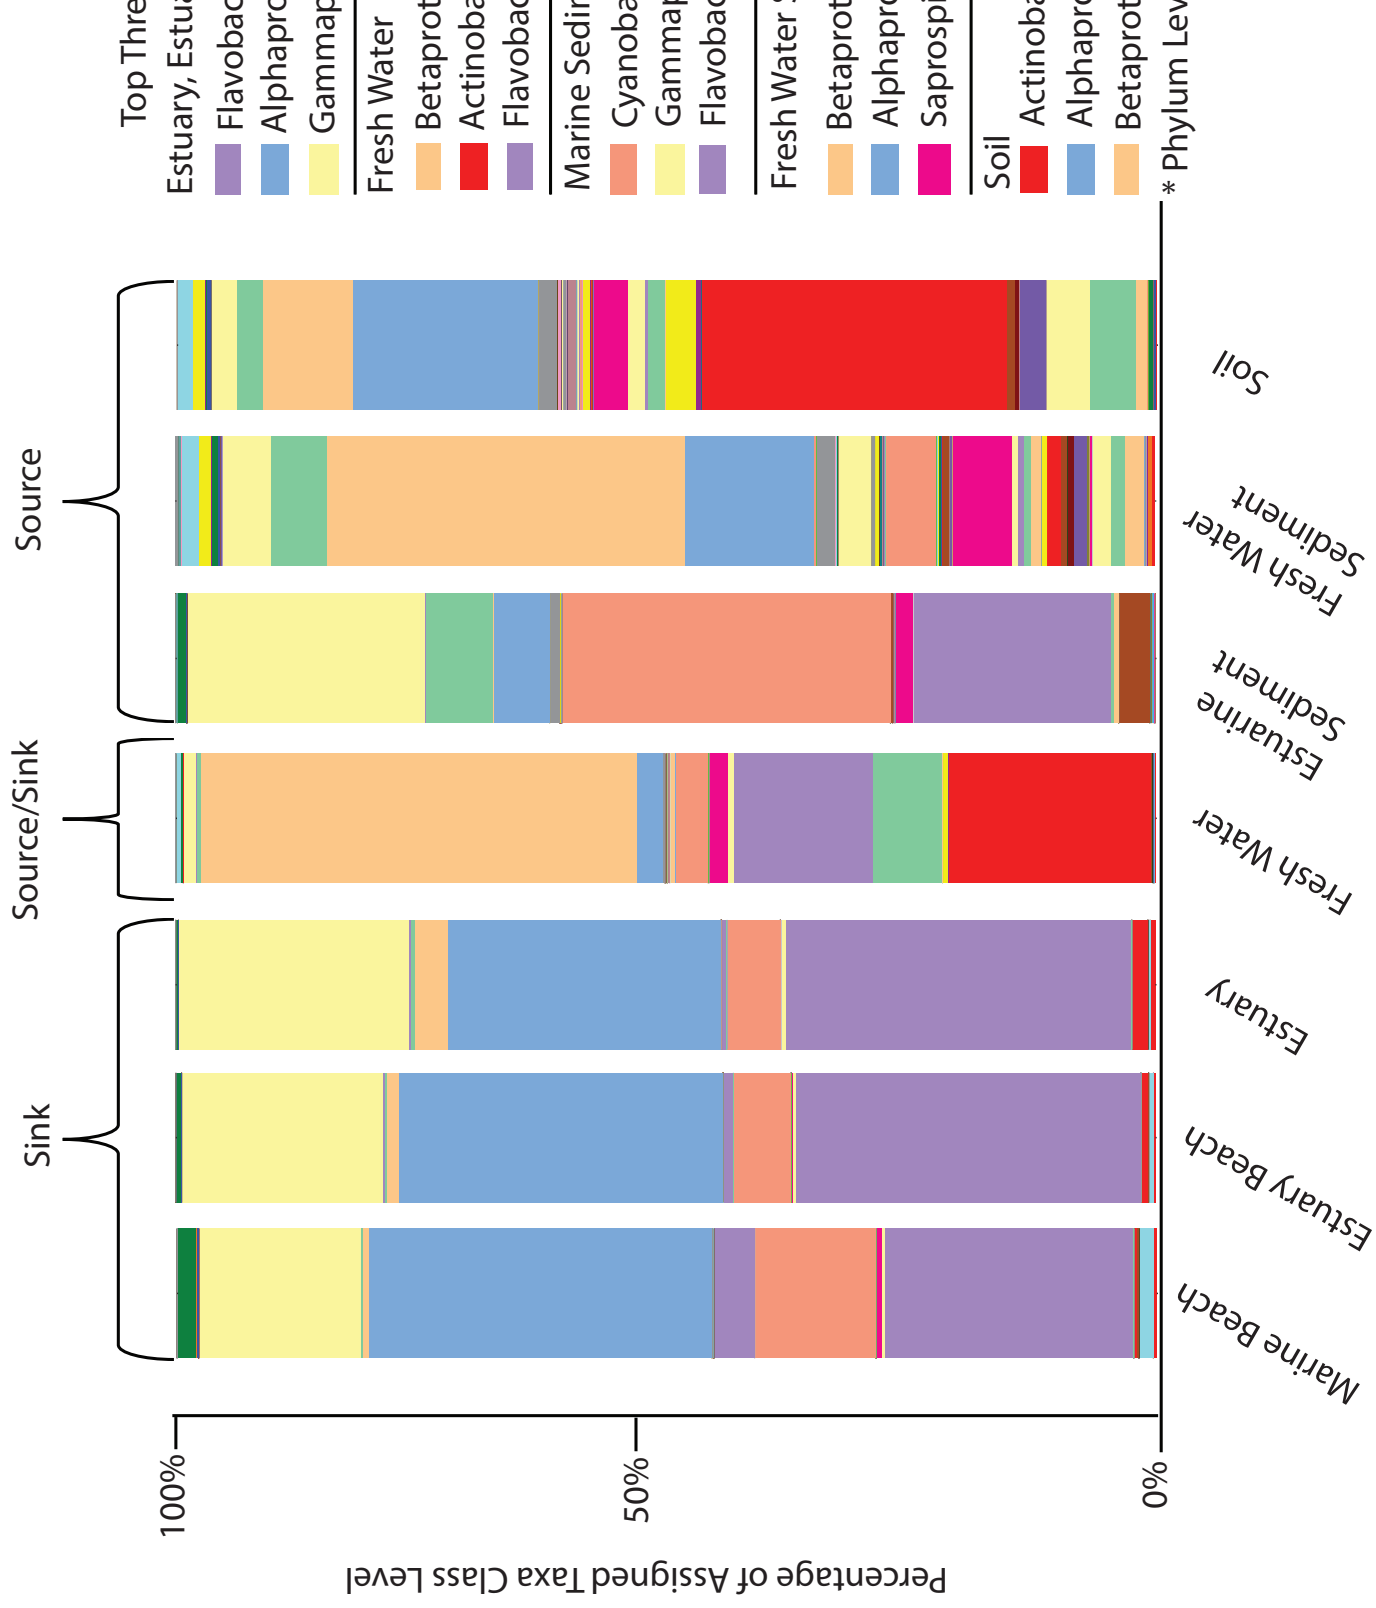 Source
Source/Sink
Sink
100%
50%
0%
Percentage of Assigned Taxa Class Level
Marine Beach
Estuary Beach
Estuary
Fresh Water
Estuarine
Sediment
Fresh Water
Sediment
Soil
Top Thre
Estuary, Estua
Flavobac
Alphapro
Gammap
Fresh Water
Betaprot
Actinoba
Flavobac
Marine Sedin
Cyanoba
Gammap
Flavobac
Fresh Water S
Betaprot
Alphapro
Saprospi
Soil
Actinoba
Alphapro
Betaprot
* Phylum Lev